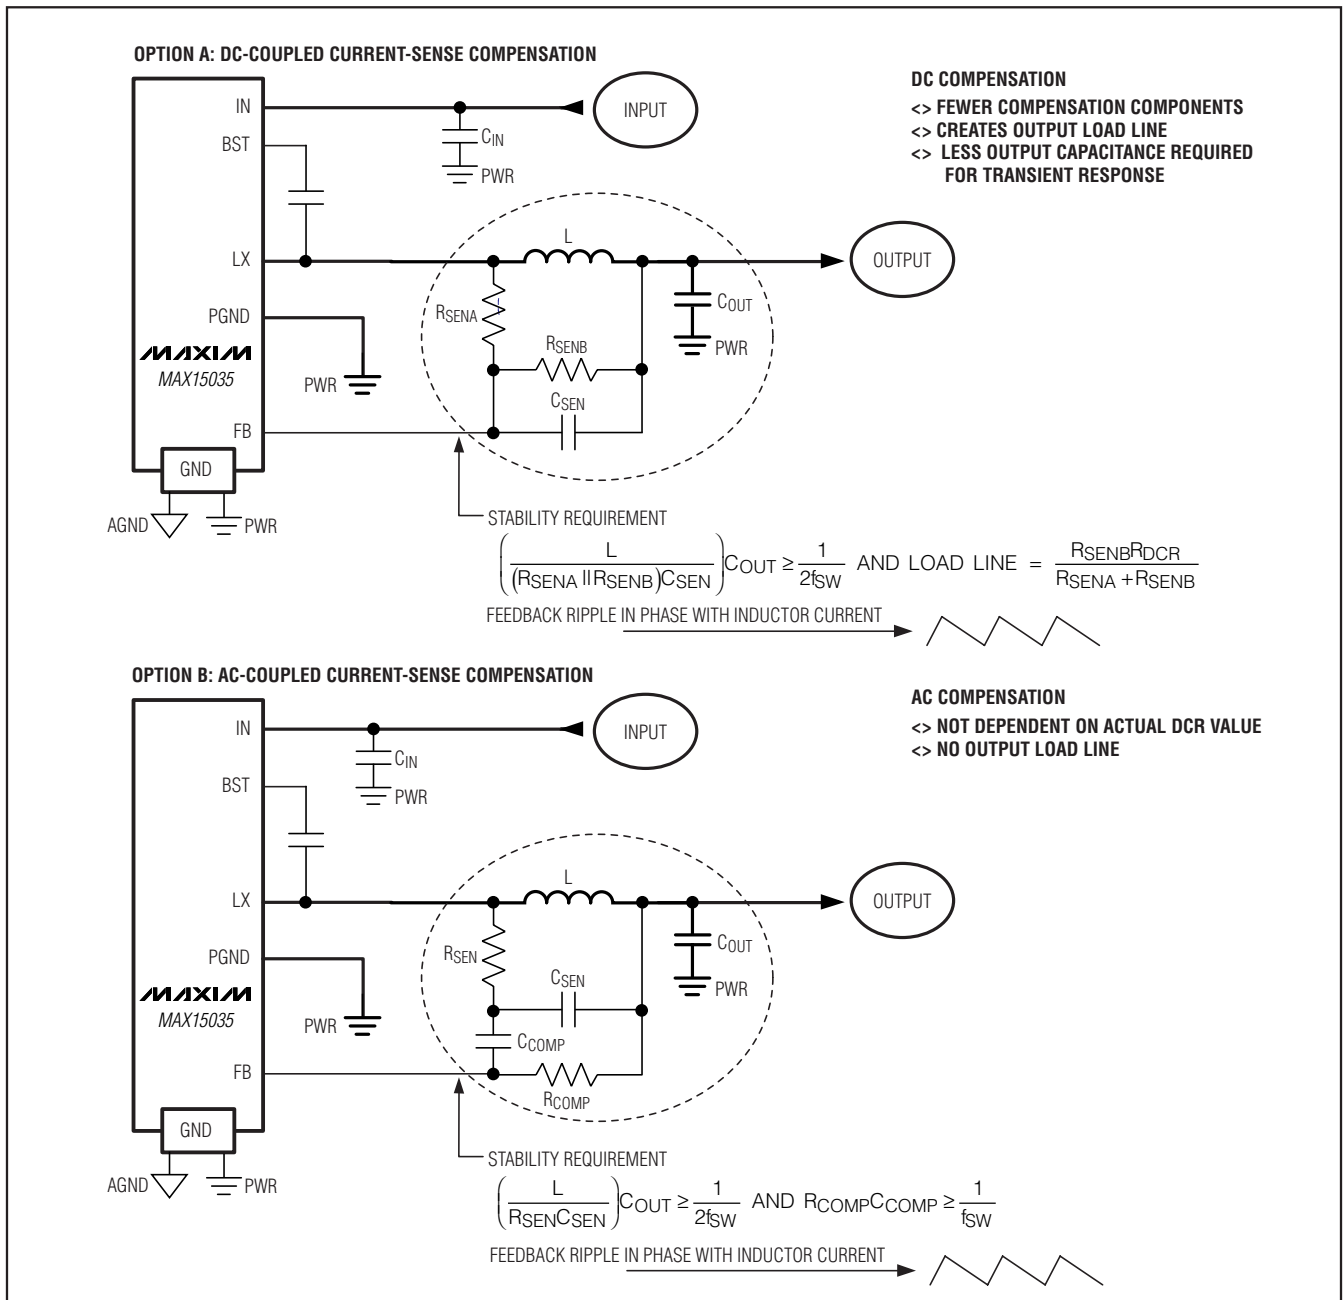 OPTION A: DC-COUPLED CURRENT-SENSE COMPENSATION
DC COMPENSATION
<> FEWER COMPENSATION COMPONENTS
<> CREATES OUTPUT LOAD LINE
<> LESS OUTPUT CAPACITANCE REQUIRED
FOR TRANSIENT RESPONSE
IN
INPUT
BST
CIN
PWR
LX
L
OUTPUT
RSENA
COUT
PGND
RSENB
PWR
MAXIM
MAX15035
PWR
CSEN
FB
GND
AGND
PWR
STABILITY REQUIREMENT
(L / (RSENA || RSENB)CSEN) COUT ≥ 1 / 2fSW AND LOAD LINE = RSENBRDCR / RSENA + RSENB
FEEDBACK RIPPLE IN PHASE WITH INDUCTOR CURRENT
OPTION B: AC-COUPLED CURRENT-SENSE COMPENSATION
AC COMPENSATION
<> NOT DEPENDENT ON ACTUAL DCR VALUE
<> NO OUTPUT LOAD LINE
IN
INPUT
CIN
BST
PWR
LX
L
OUTPUT
RSEN
COUT
PGND
CSEN
PWR
MAXIM
MAX15035
PWR
CCOMP
FB
RCOMP
GND
AGND
PWR
STABILITY REQUIREMENT
(L / RSENCSEN) COUT ≥ 1 / 2fSW AND RCOMPCCOMP ≥ 1 / fSW
FEEDBACK RIPPLE IN PHASE WITH INDUCTOR CURRENT